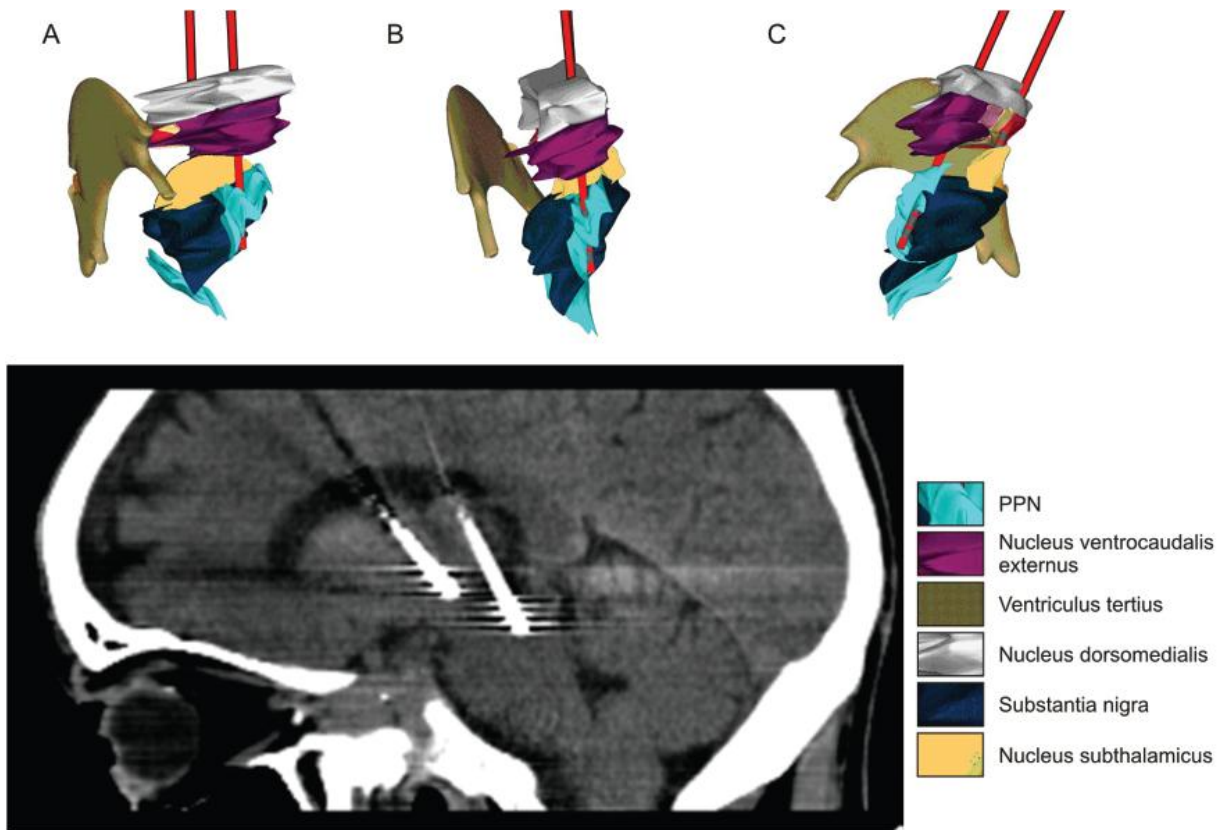 A
B
C
PPN
Nucleus ventrocaudalis
externus
Ventriculus tertius
Nucleus dorsomedialis
Substantia nigra
Nucleus subthalamicus